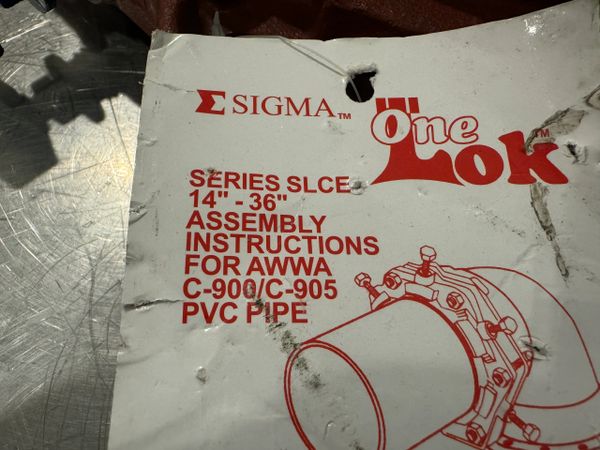 Σ SIGMA™
One Lok™
SERIES SLCE
14" - 36"
ASSEMBLY
INSTRUCTIONS
FOR AWWA
C-900/C-905
PVC PIPE